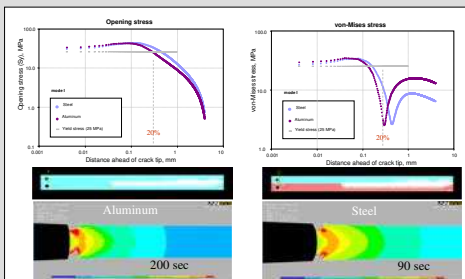 Opening stress
von-Mises stress
Opening stress (Sy), MPa
100.0
10.0
1.0
0.1
mode I
Steel
Aluminum
Yield stress (25 MPa)
20%
0.001
0.01
0.1
1
10
Distance ahead of crack tip, mm
von-Mises stress, MPa
100.0
10.0
1.0
mode I
Steel
Aluminum
Yield stress (25 MPa)
20%
0.001
0.01
0.1
1
10
Distance ahead of crack tip, mm
Aluminum
200 sec
Steel
90 sec